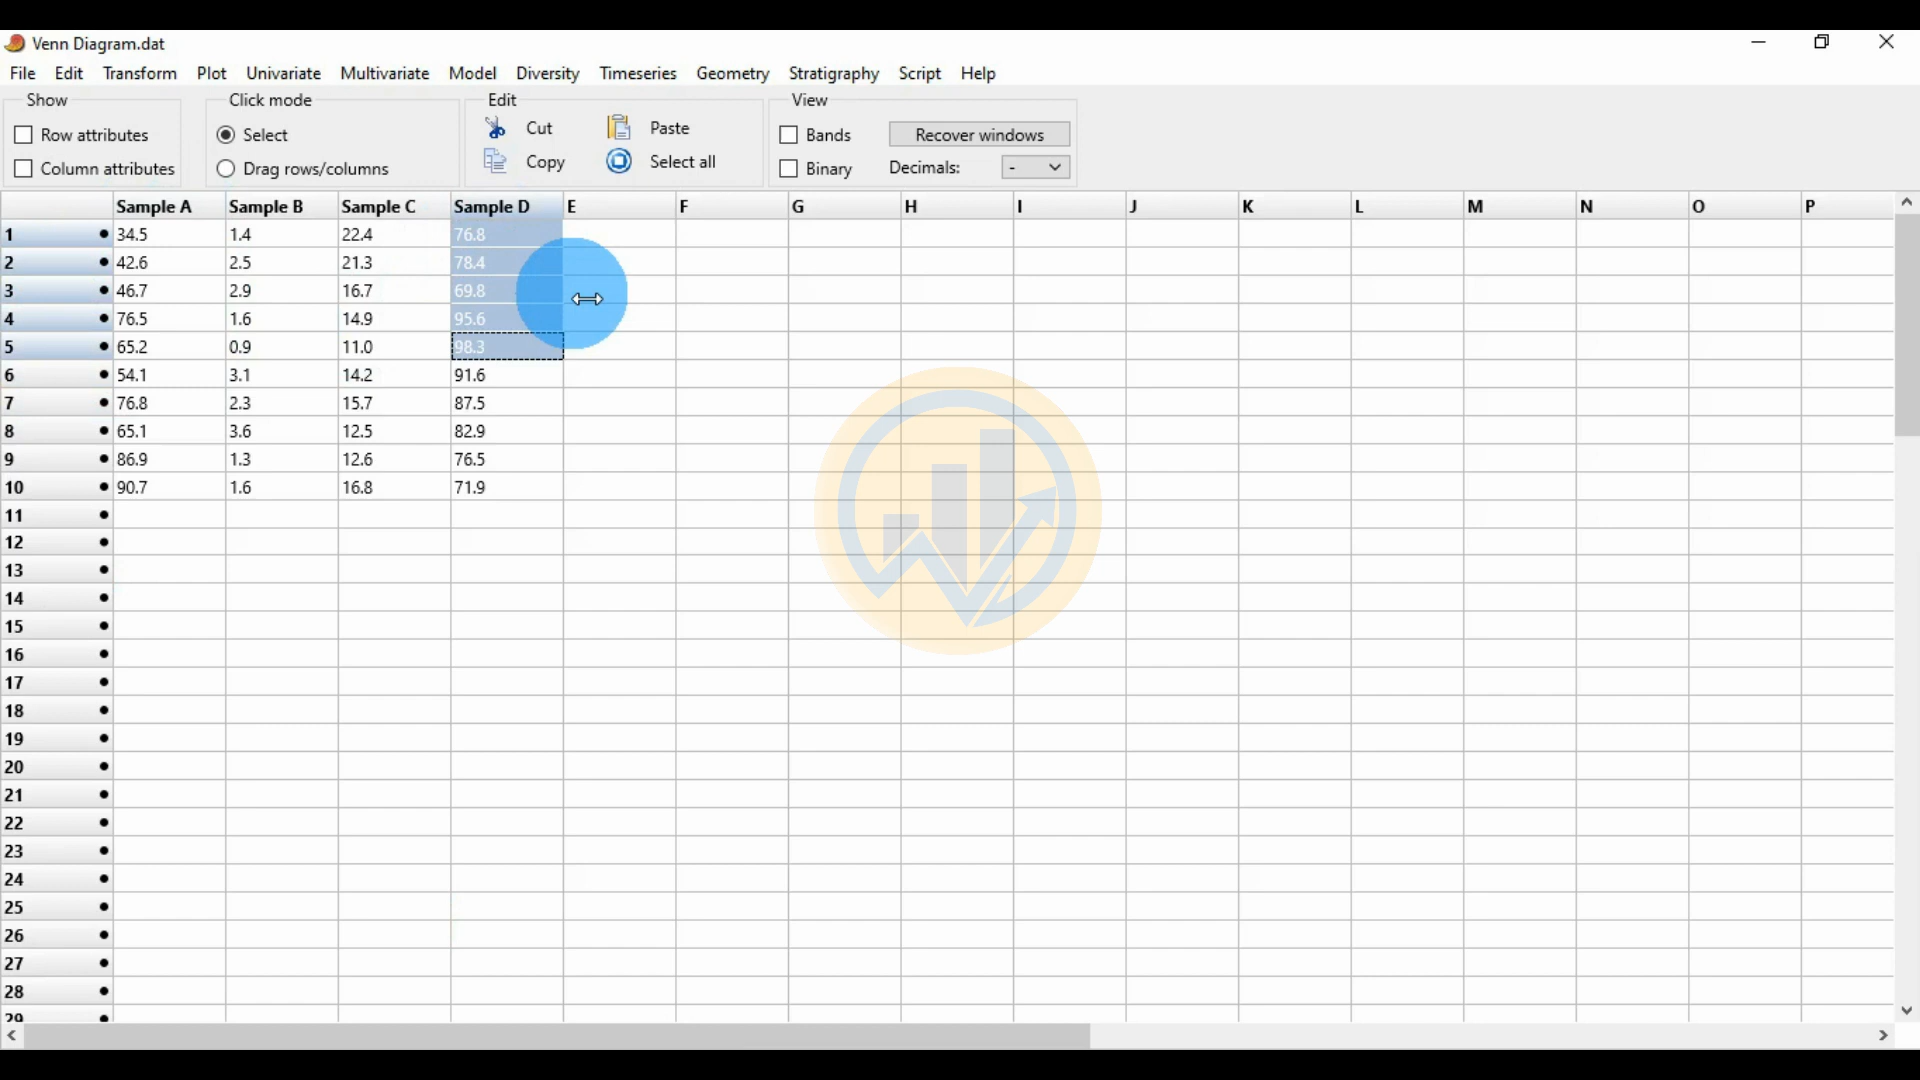 Venn Diagram.dat
File Edit Transform Plot Univariate Multivariate Model Diversity Timeseries Geometry Stratigraphy Script Help
Show Click mode Edit View
Row attributes Select Cut Paste Bands Recover windows
Column attributes Drag rows/columns Copy Select all Binary Decimals: -
Sample A Sample B Sample C Sample D E F G H I J K L M N O P
1 34.5 1.4 22.4 76.8
2 42.6 2.5 21.3 78.4
3 46.7 2.9 16.7 69.8
4 76.5 1.6 14.9 95.6
5 65.2 0.9 11.0 98.3
6 54.1 3.1 14.2 91.6
7 76.8 2.3 15.7 87.5
8 65.1 3.6 12.5 82.9
9 86.9 1.3 12.6 76.5
10 90.7 1.6 16.8 71.9
11
12
13
14
15
16
17
18
19
20
21
22
23
24
25
26
27
28
29